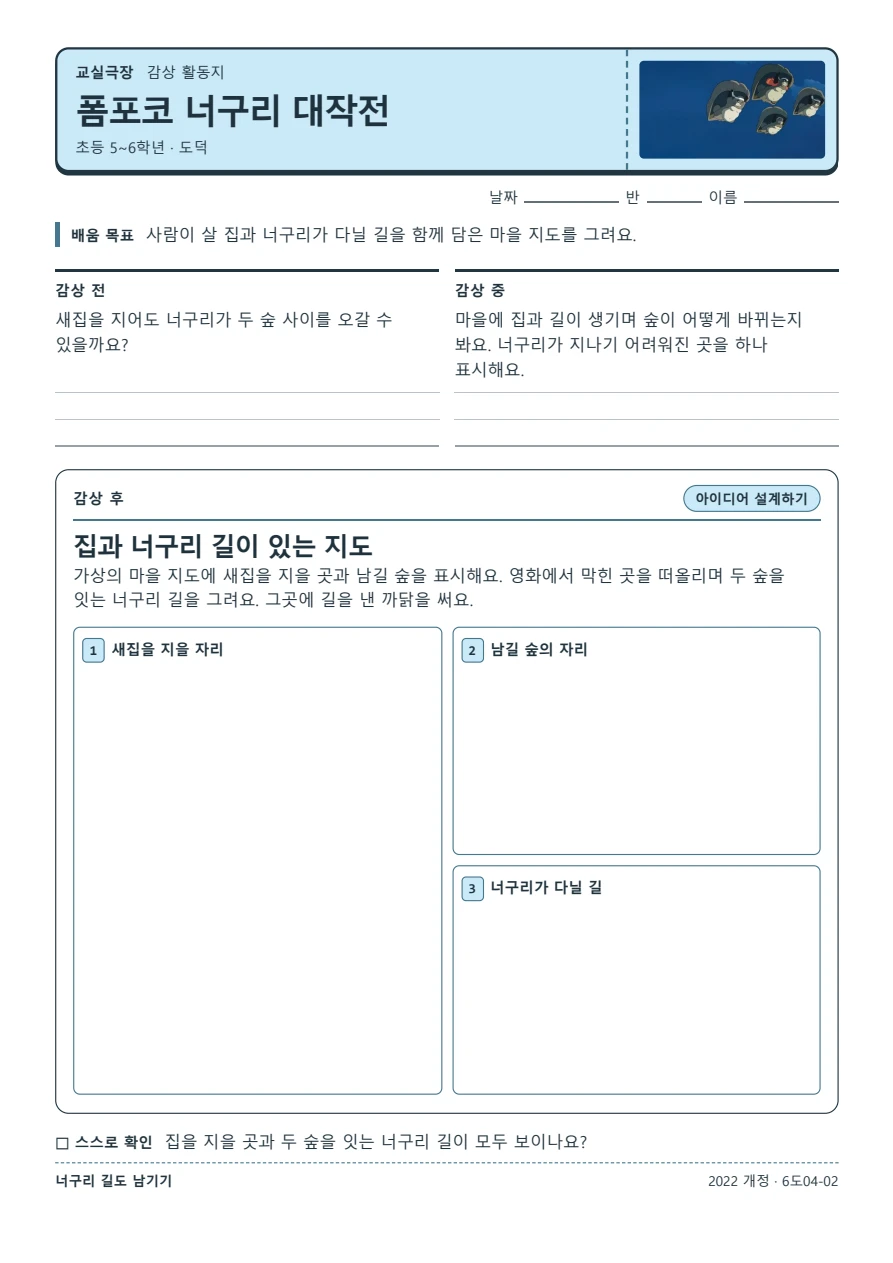 교실극장 감상 활동지
폼포코 너구리 대작전
초등 5~6학년 · 도덕
날짜 반 이름
배움 목표 사람이 살 집과 너구리가 다닐 길을 함께 담은 마을 지도를 그려요.
감상 전
새집을 지어도 너구리가 두 숲 사이를 오갈 수
있을까요?
감상 중
마을에 집과 길이 생기며 숲이 어떻게 바뀌는지
봐요. 너구리가 지나기 어려워진 곳을 하나
표시해요.
감상 후
아이디어 설계하기
집과 너구리 길이 있는 지도
가상의 마을 지도에 새집을 지을 곳과 남길 숲을 표시해요. 영화에서 막힌 곳을 떠올리며 두 숲을
잇는 너구리 길을 그려요. 그곳에 길을 낸 까닭을 써요.
1 새집을 지을 자리
2 남길 숲의 자리
3 너구리가 다닐 길
□ 스스로 확인 집을 지을 곳과 두 숲을 잇는 너구리 길이 모두 보이나요?
너구리 길도 남기기
2022 개정 · 6도04-02